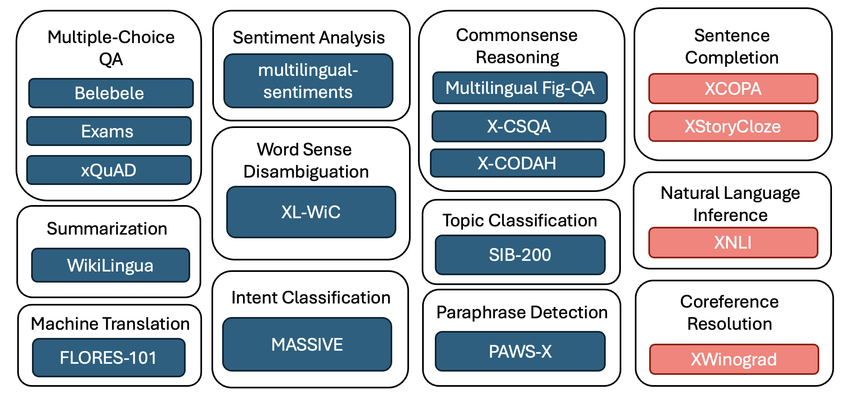 Multiple-Choice
QA
Belebele
Exams
xQuAD
Summarization
WikiLingua
Machine Translation
FLORES-101
Sentiment Analysis
multilingual-
sentiments
Word Sense
Disambiguation
XL-WiC
Intent Classification
MASSIVE
Commonsense
Reasoning
Multilingual Fig-QA
X-CSQA
X-CODAH
Topic Classification
SIB-200
Paraphrase Detection
PAWS-X
Sentence
Completion
XCOPA
XStoryCloze
Natural Language
Inference
XNLI
Coreference
Resolution
XWinograd